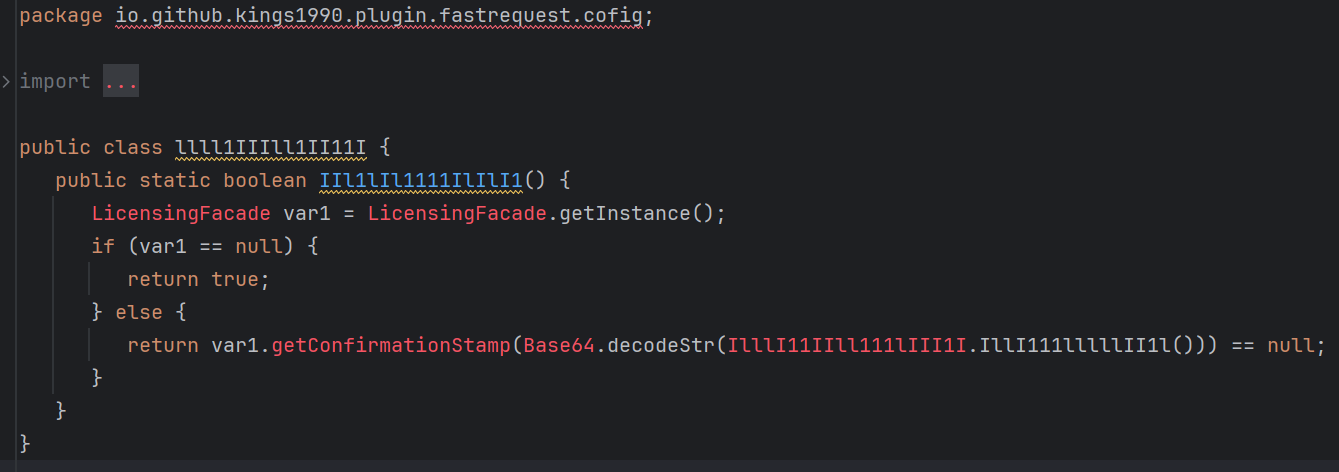 package io.github.kings1990.plugin.fastrequest.cofig;
import ...
public class llll1IIIll1II11I {
public static boolean IIl1lIl1111IlIlI1() {
LicensingFacade var1 = LicensingFacade.getInstance();
if (var1 == null) {
return true;
} else {
return var1.getConfirmationStamp(Base64.decodeStr(IlllI11IIll111lIII1I.IllI111lllllII1l())) == null;
}
}
}